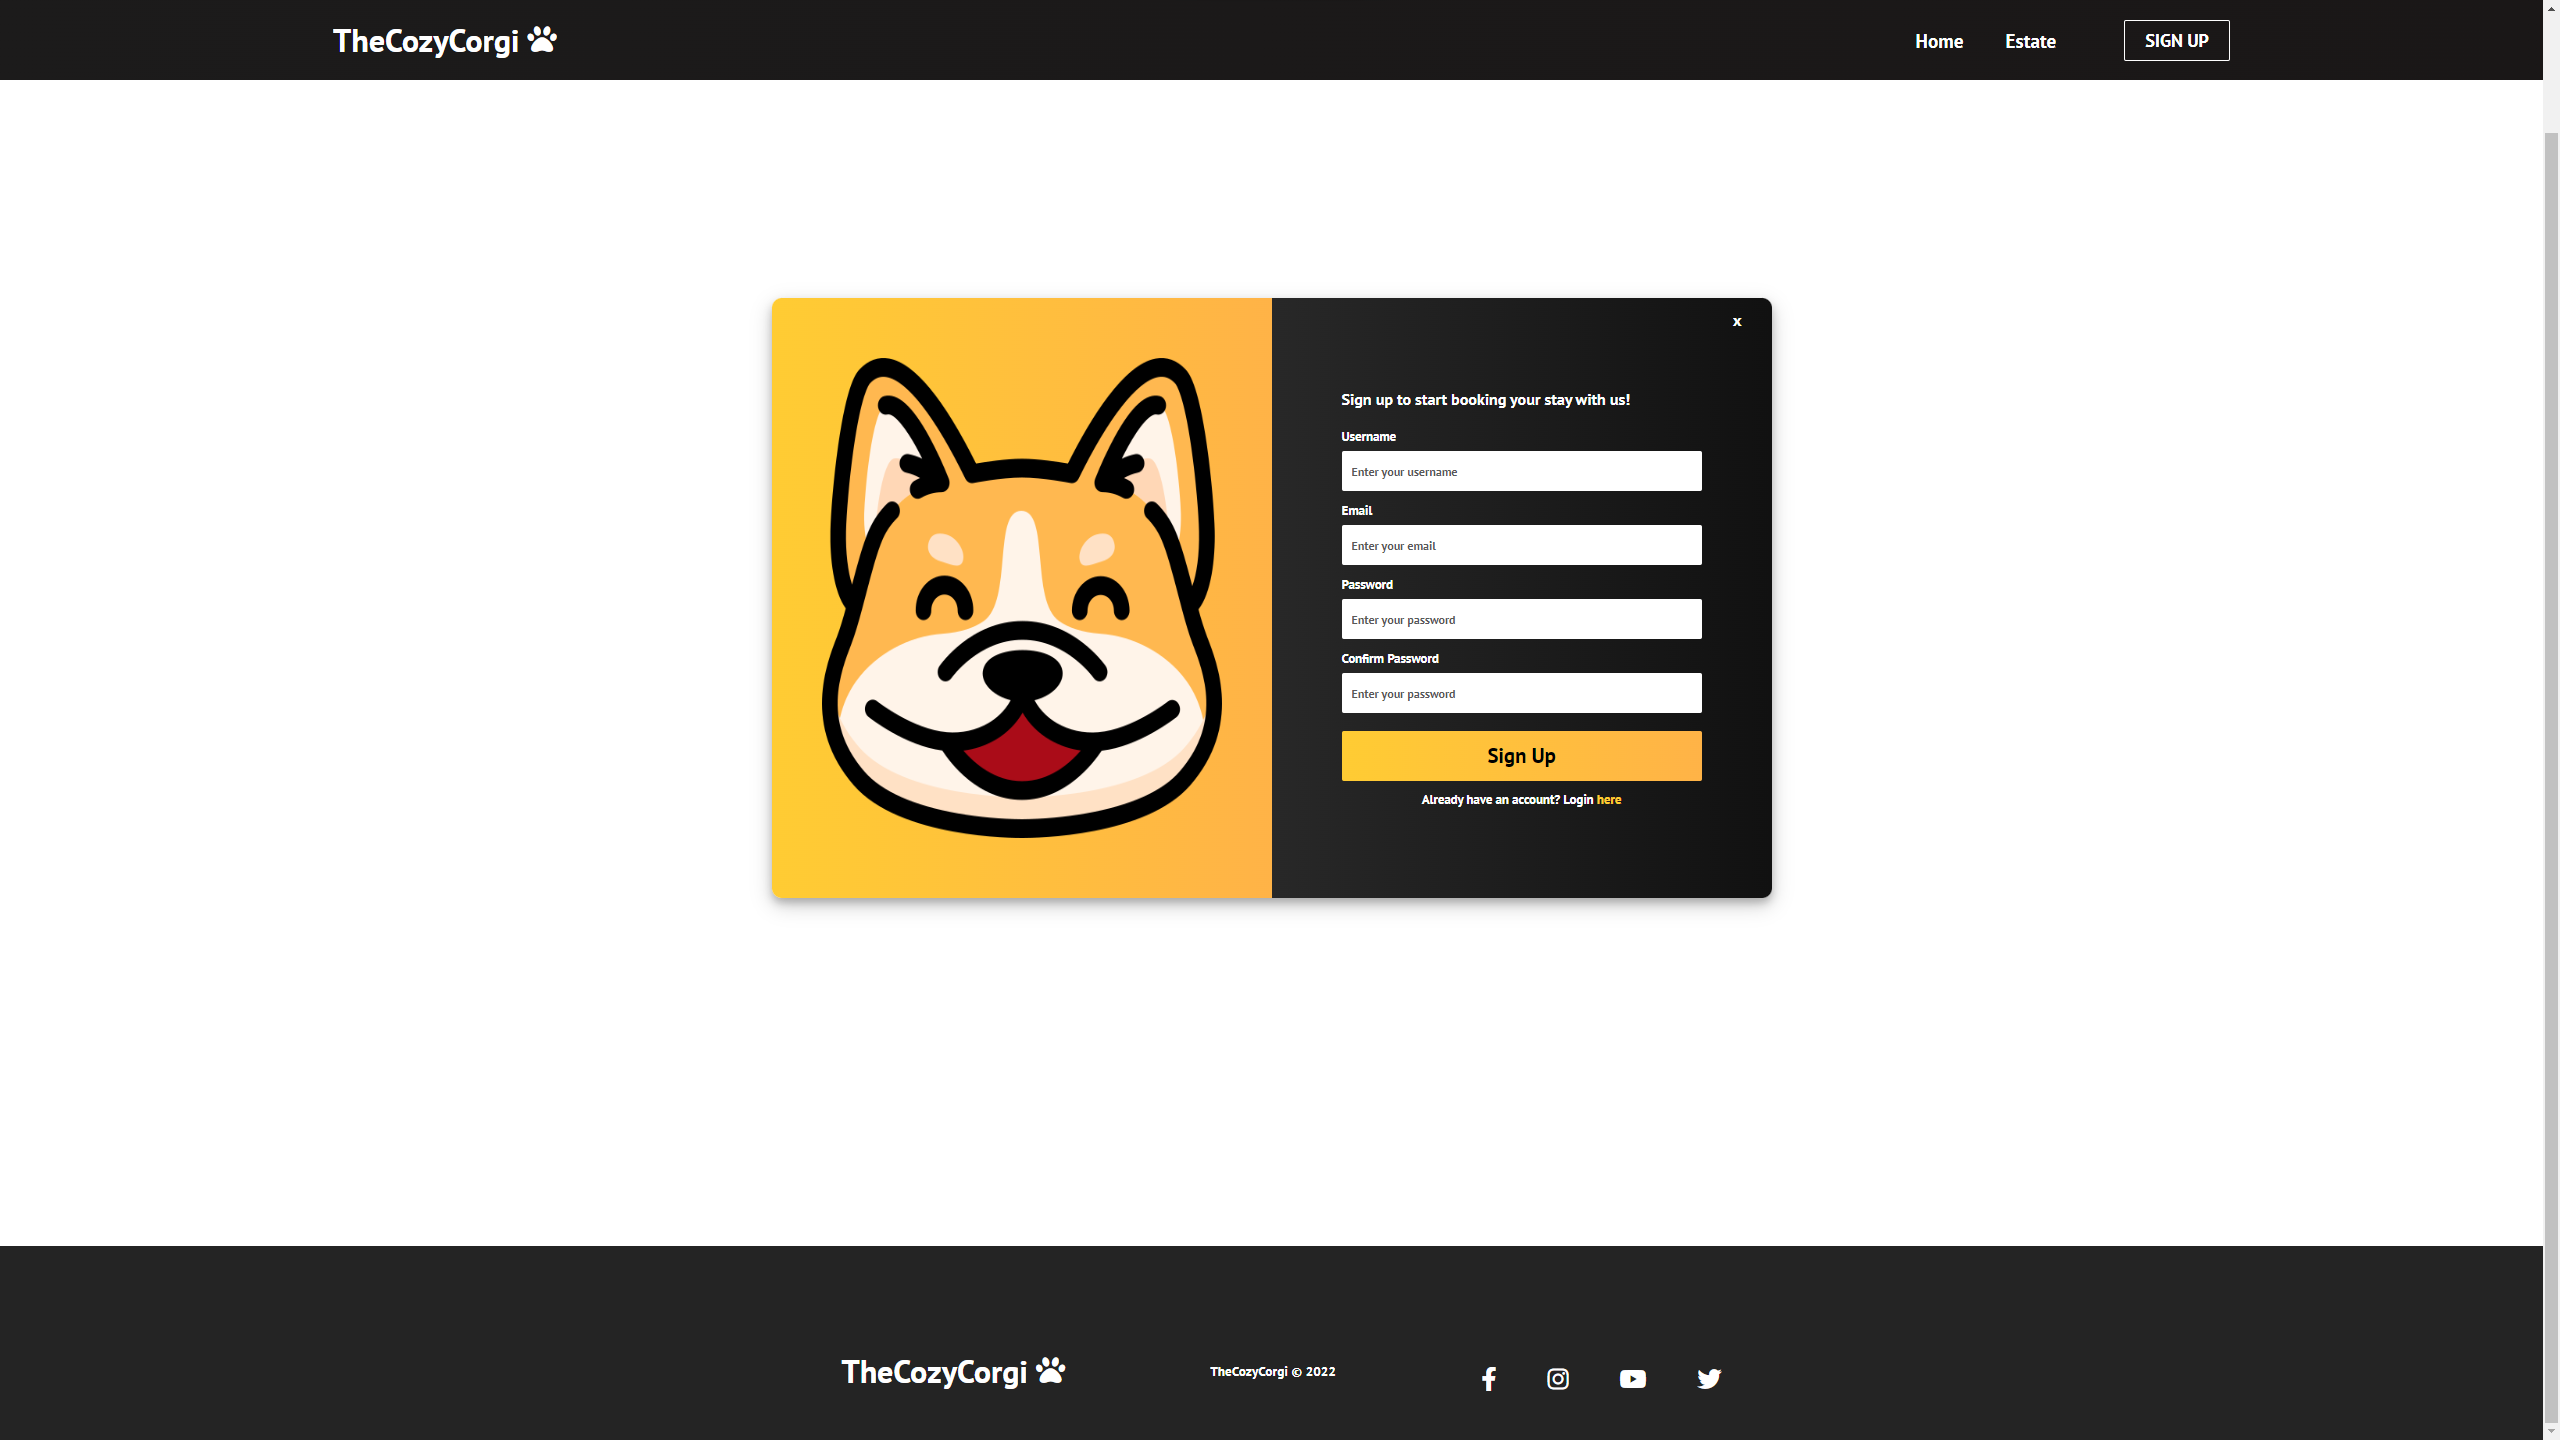 TheCozyCorgi
Home
Estate
SIGN UP
x
Sign up to start booking your stay with us!
Username
Enter your username
Email
Enter your email
Password
Enter your password
Confirm Password
Enter your password
Sign Up
Already have an account? Login here
TheCozyCorgi
TheCozyCorgi © 2022